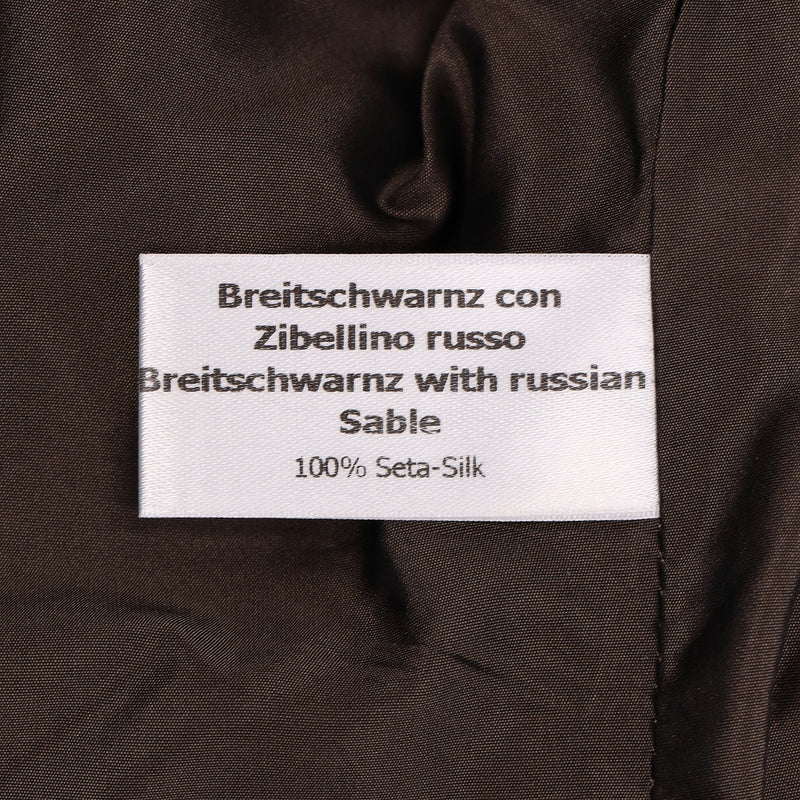 Breitschwarnz con
Zibellino russo
Breitschwarnz with russian
Sable
100% Seta-Silk